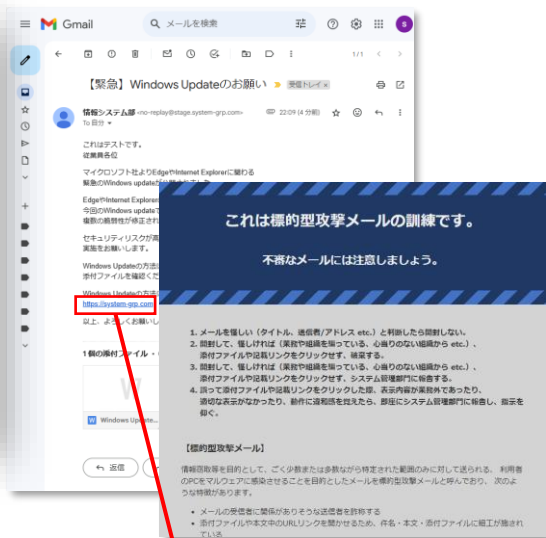 Gmail
メールを検索
s
1/1
【緊急】Windows Updateのお願い
受信トレイ ×
情報システム部 <no-replay@stage.system-grp.com>
22:09 (4 分前)
To 自分
これはテストです。
従業員各位
マイクロソフト社よりEdgeやInternet Explorerに関わる
緊急のWindows updateが
EdgeやInternet Explorer
今回のWindows updateで
複数の脆弱性が修正され
セキュリティリスクが高
実施をお願いします。
Windows Updateの方法に
添付ファイルを確認くだ
Windows Updateの方法
https://systam-grp.com
以上、よろしくお願いし
1 個の添付ファイル
W
W Windows Update...
返信
これは標的型攻撃メールの訓練です。
不審なメールには注意しましょう。
1. メールを怪しい（タイトル、送信者/アドレス etc.）と判断したら開封しない。
2. 開封して、怪しければ（業務や組織を騙っている、心当りのない組織から etc.）、
添付ファイルや記載リンクをクリックせず、破棄する。
3. 開封して、怪しければ（業務や組織を騙っている、心当りのない組織から etc.）、
添付ファイルや記載リンクをクリックせず、システム管理部門に報告する。
4. 誤って添付ファイルや記載リンクをクリックした際、表示内容が業務外であったり、
適切な表示がなかったり、動作に違和感を覚えたら、即座にシステム管理部門に報告し、指示を
仰ぐ。
【標的型攻撃メール】
情報窃取等を目的として、ごく少数または多数ながら特定された範囲のみに対して送られる、 利用者
のPCをマルウェアに感染させることを目的としたメールを標的型攻撃メールと呼んでおり、 次のよ
うな特徴があります。
• メールの受信者に関係がありそうな送信者を詐称する
• 添付ファイルや本文中のURLリンクを開かせるため、件名・本文・添付ファイルに細工が施され
ている